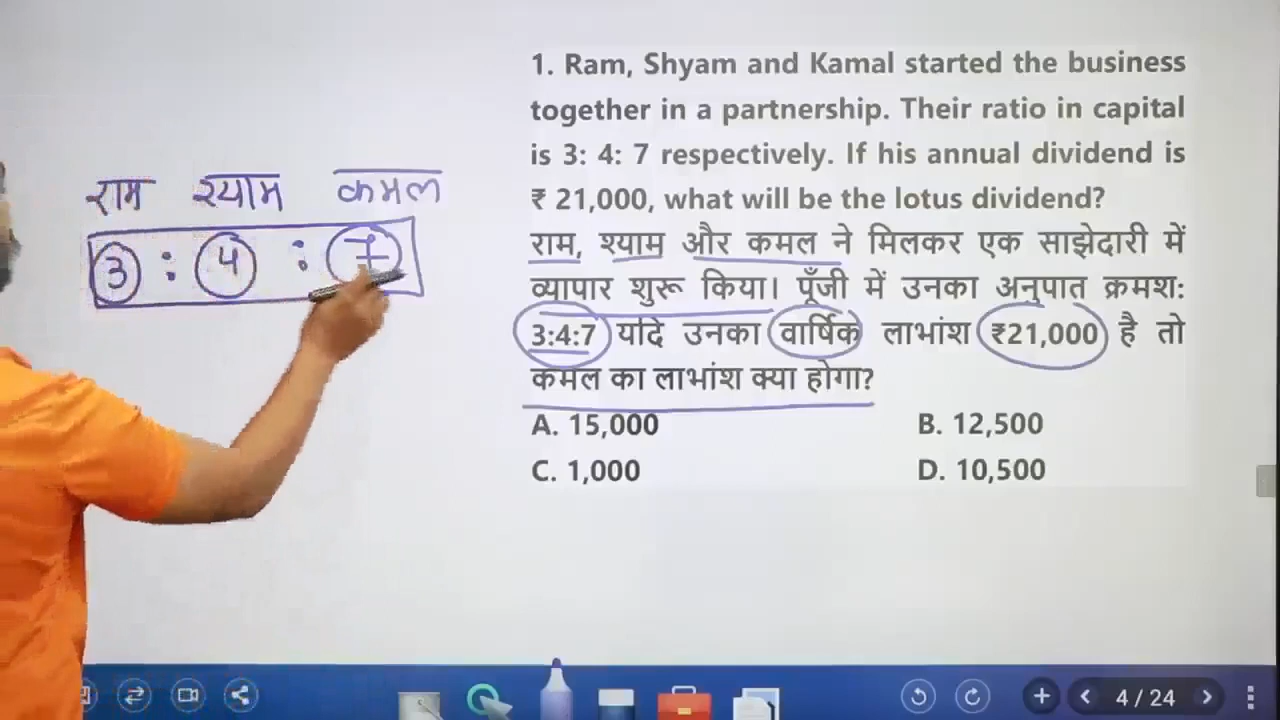 राम श्याम कमल
3 : 4 : 7
1. Ram, Shyam and Kamal started the business
together in a partnership. Their ratio in capital
is 3: 4: 7 respectively. If his annual dividend is
₹ 21,000, what will be the lotus dividend?
राम, श्याम और कमल ने मिलकर एक साझेदारी में
व्यापार शुरू किया। पूँजी में उनका अनुपात क्रमश:
3:4:7 यदि उनका वार्षिक लाभांश ₹21,000 है तो
कमल का लाभांश क्या होगा?
A. 15,000 B. 12,500
C. 1,000 D. 10,500
4 / 24